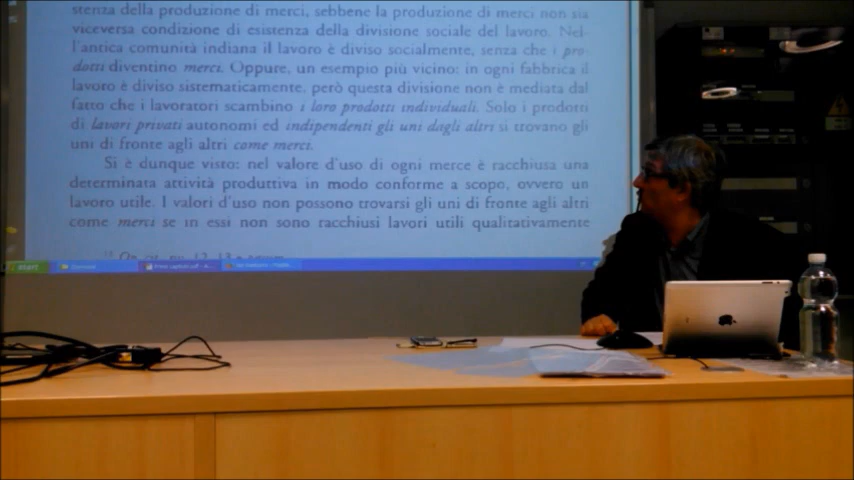 stenza della produzione di merci, sebbene la produzione di merci non sia
viceversa condizione di esistenza della divisione sociale del lavoro. Nel-
l'antica comunità indiana il lavoro è diviso socialmente, senza che i pro-
dotti diventino merci. Oppure, un esempio più vicino: in ogni fabbrica il
lavoro è diviso sistematicamente, però questa divisione non è mediata dal
fatto che i lavoratori scambino i loro prodotti individuali. Solo i prodotti
di lavori privati autonomi ed indipendenti gli uni dagli altri si trovano gli
uni di fronte agli altri come merci.
Si è dunque visto: nel valore d'uso di ogni merce è racchiusa una
determinata attività produttiva in modo conforme a scopo, ovvero un
lavoro utile. I valori d'uso non possono trovarsi gli uni di fronte agli altri
come merci se in essi non sono racchiusi lavori utili qualitativamente
start